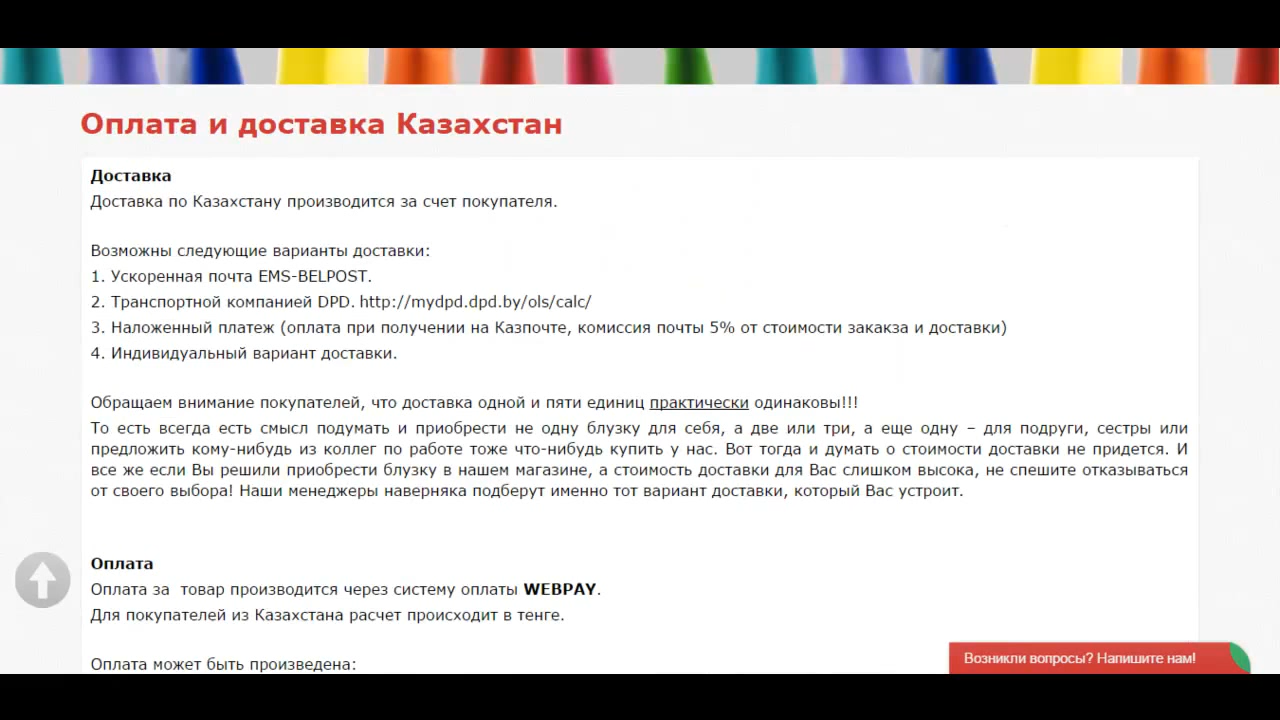 Оплата и доставка Казахстан
Доставка
Доставка по Казахстану производится за счет покупателя.
Возможны следующие варианты доставки:
1. Ускоренная почта EMS-BELPOST.
2. Транспортной компанией DPD. http://mydpd.dpd.by/ols/calc/
3. Наложенный платеж (оплата при получении на Казпочте, комиссия почты 5% от стоимости закакза и доставки)
4. Индивидуальный вариант доставки.
Обращаем внимание покупателей, что доставка одной и пяти единиц практически одинаковы!!!
То есть всегда есть смысл подумать и приобрести не одну блузку для себя, а две или три, а еще одну – для подруги, сестры или
предложить кому-нибудь из коллег по работе тоже что-нибудь купить у нас. Вот тогда и думать о стоимости доставки не придется. И
все же если Вы решили приобрести блузку в нашем магазине, а стоимость доставки для Вас слишком высока, не спешите отказываться
от своего выбора! Наши менеджеры наверняка подберут именно тот вариант доставки, который Вас устроит.
Оплата
Оплата за  товар производится через систему оплаты WEBPAY.
Для покупателей из Казахстана расчет происходит в тенге.
Оплата может быть произведена:
Возникли вопросы? Напишите нам!